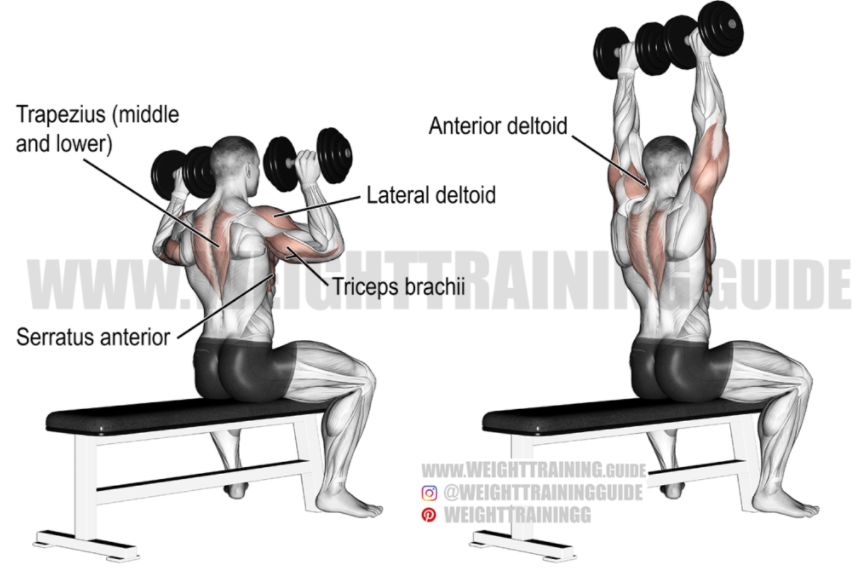 Trapezius (middle
and lower)
Anterior deltoid
Lateral deltoid
Triceps brachii
Serratus anterior
WWW.WEIGHTTRAINING.GUIDE
WWW.WEIGHTTRAINING.GUIDE
@WEIGHTTRAININGGUIDE
WEIGHTTRAININGG